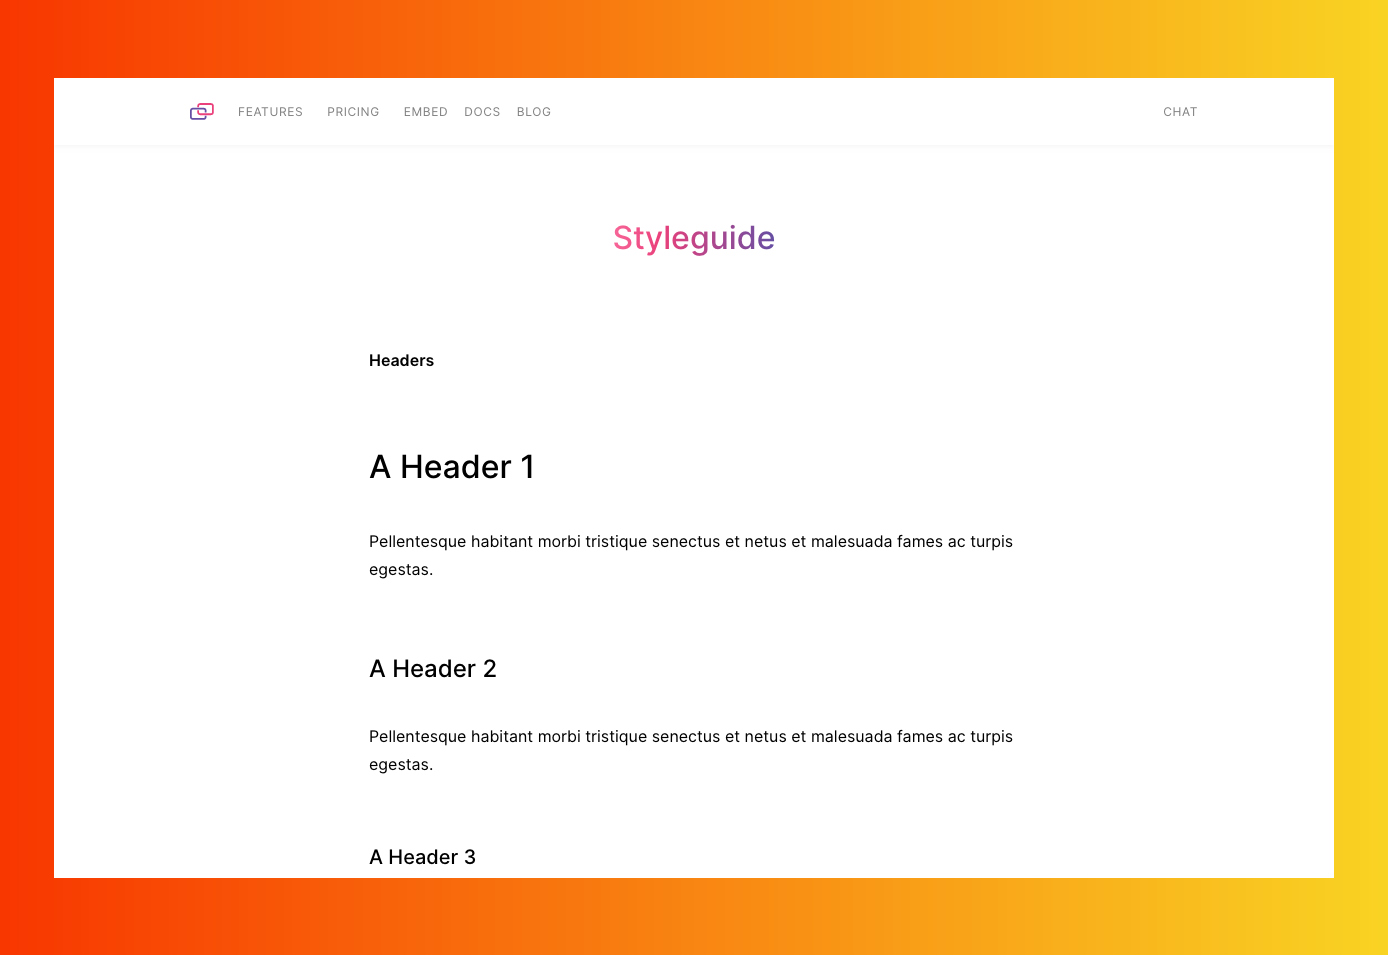 FEATURES PRICING EMBED DOCS BLOG CHAT
Styleguide
Headers
A Header 1
Pellentesque habitant morbi tristique senectus et netus et malesuada fames ac turpis
egestas.
A Header 2
Pellentesque habitant morbi tristique senectus et netus et malesuada fames ac turpis
egestas.
A Header 3